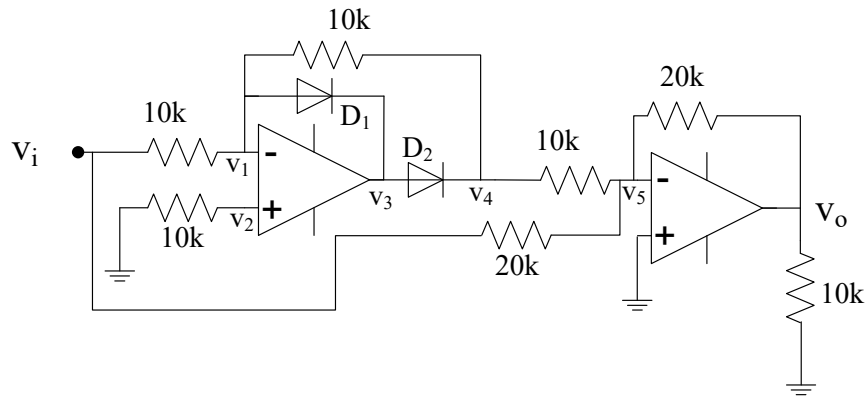 10k
20k
10k
D₁
10k
D₂
vᵢ
v₁
-
v₃
v₄
v₅
-
v₂
+
10k
20k
+
vₒ
10k